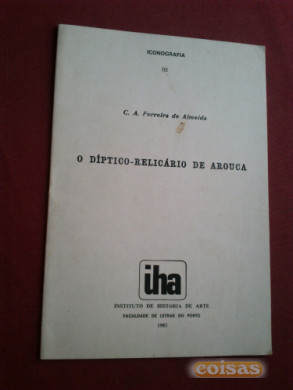 ICONOGRAFIA
III
C. A. Ferreira de Almeida
O DÍPTICO-RELICÁRIO DE AROUCA
iha
INSTITUTO DE HISTÓRIA DE ARTE
FACULDADE DE LETRAS DO PORTO
coisas